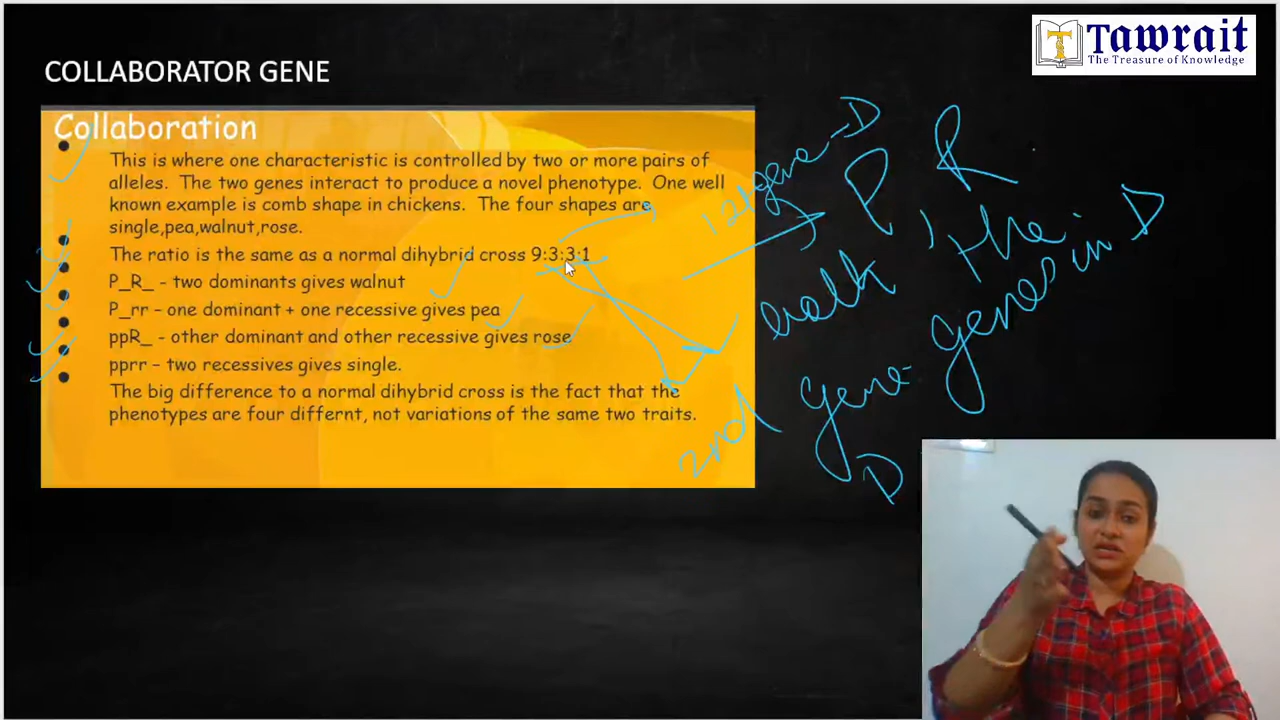 Tawrait
The Treasure of Knowledge
COLLABORATOR GENE
Collaboration
This is where one characteristic is controlled by two or more pairs of
alleles. The two genes interact to produce a novel phenotype. One well
known example is comb shape in chickens. The four shapes are
single,pea,walnut,rose.
The ratio is the same as a normal dihybrid cross 9:3:3:1
P_R_ - two dominants gives walnut
P_rr – one dominant + one recessive gives pea
ppR_ - other dominant and other recessive gives rose
pprr – two recessives gives single.
The big difference to a normal dihybrid cross is the fact that the
phenotypes are four differnt, not variations of the same two traits.
gene - D
P R
the
genes in D
2nd gene -
D